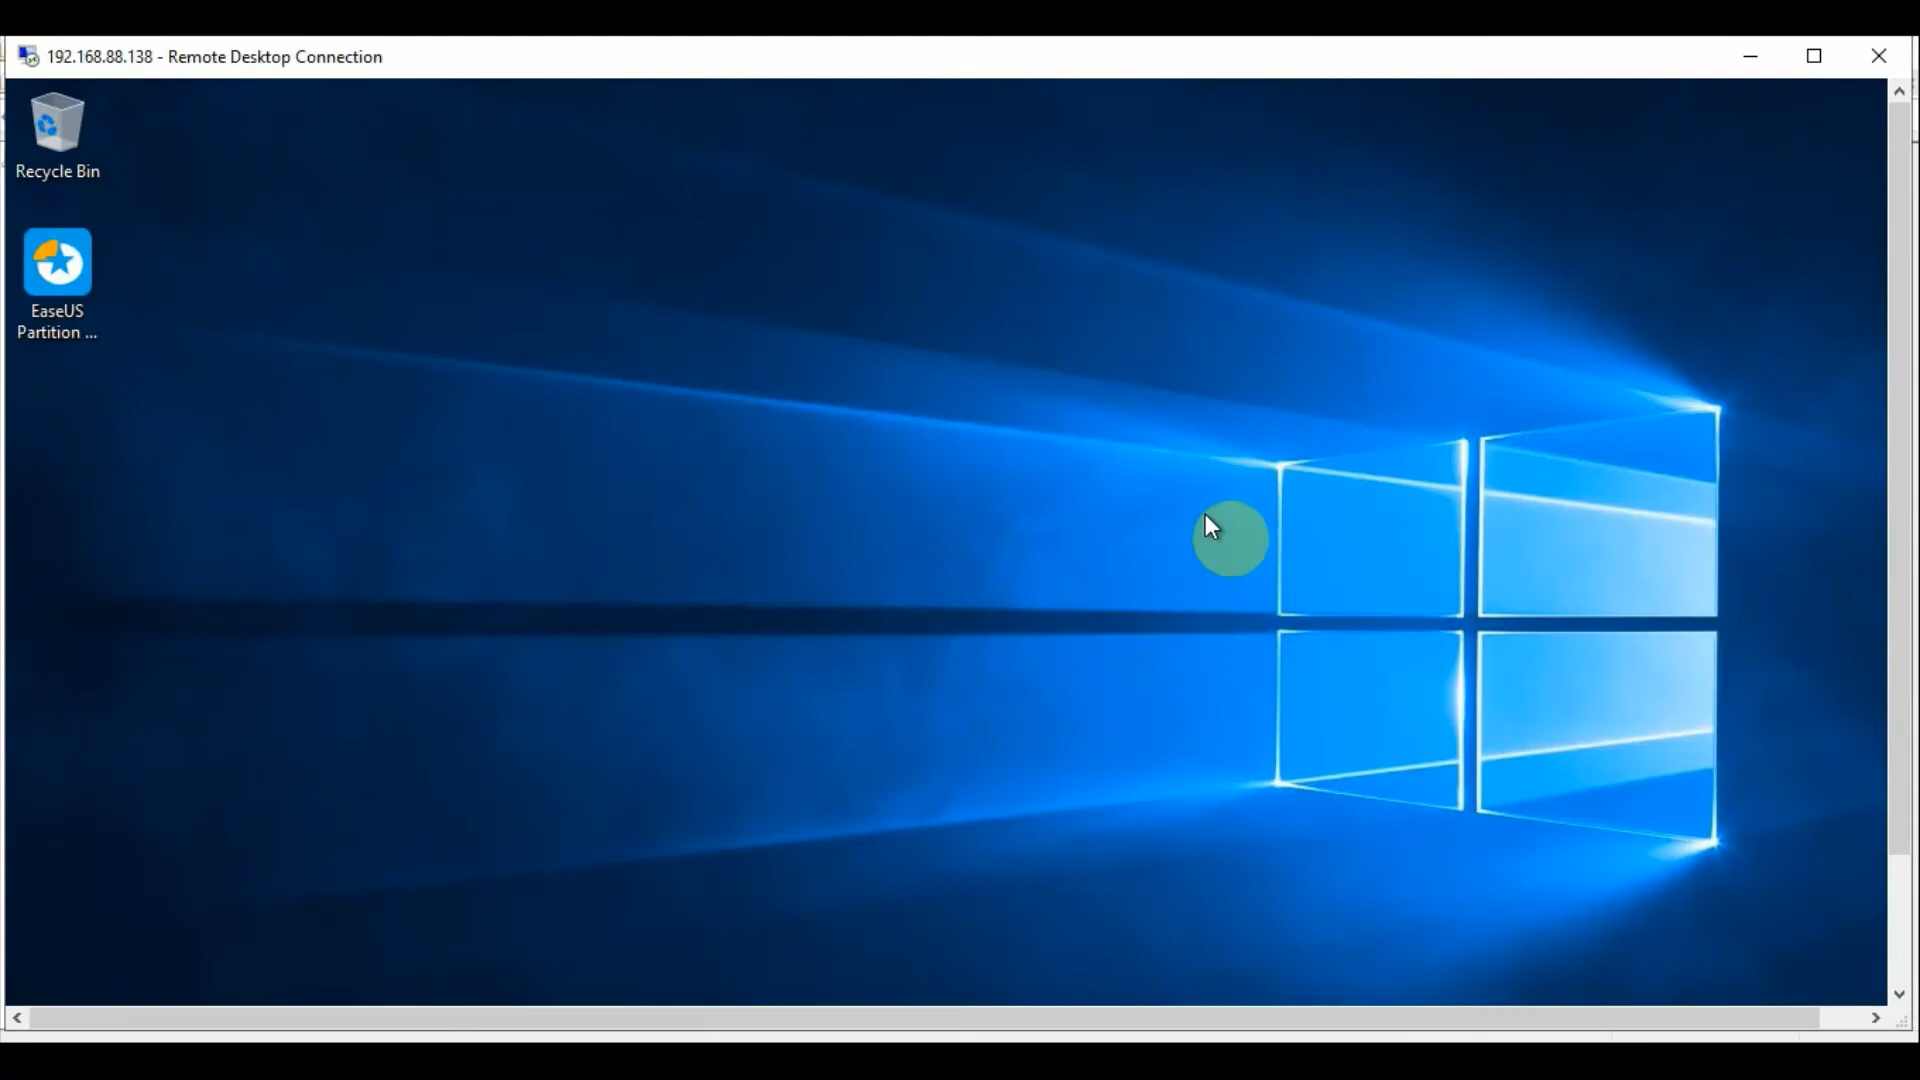 192.168.88.138 - Remote Desktop Connection
Recycle Bin
EaseUS
Partition ...